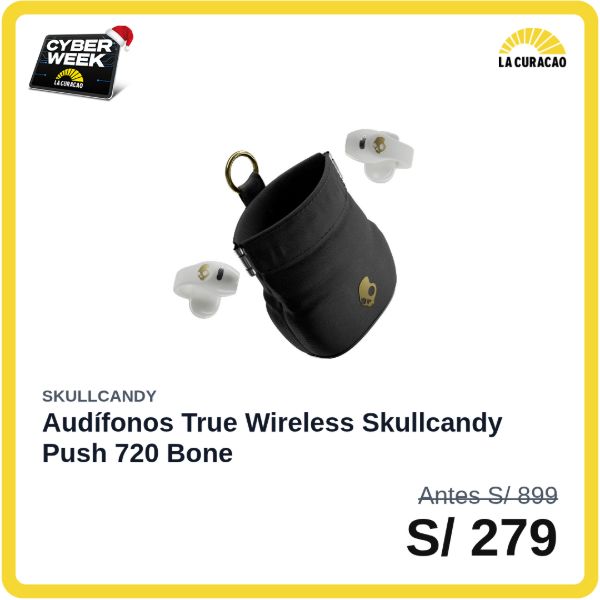 CYBER
WEEK
LA CURACAO
LA CURACAO
SKULLCANDY
Audífonos True Wireless Skullcandy
Push 720 Bone
Antes S/ 899
S/ 279